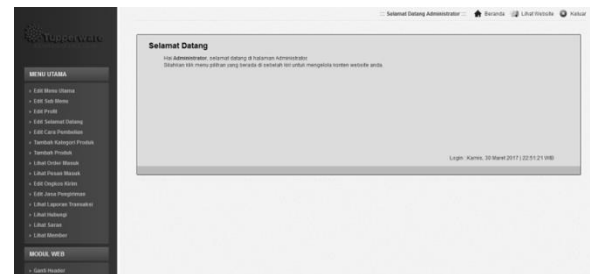 ::: Selamat Datang Administrator ::: Beranda Lihat Website Keluar
Tupperware
Selamat Datang
Hai Administrator, selamat datang di halaman Administrator.
Silahkan klik menu pilihan yang berada di sebelah kiri untuk mengelola konten website anda.
Login : Kamis, 30 Maret 2017 | 22:51:21 WIB
MENU UTAMA
» Edit Menu Utama
» Edit Sub Menu
» Edit Profil
» Edit Selamat Datang
» Edit Cara Pembelian
» Tambah Kategori Produk
» Tambah Produk
» Lihat Order Masuk
» Lihat Pesan Masuk
» Edit Ongkos Kirim
» Edit Jasa Pengiriman
» Lihat Laporan Transaksi
» Lihat Hubungi
» Lihat Saran
» Lihat Member
MODUL WEB
» Ganti Header